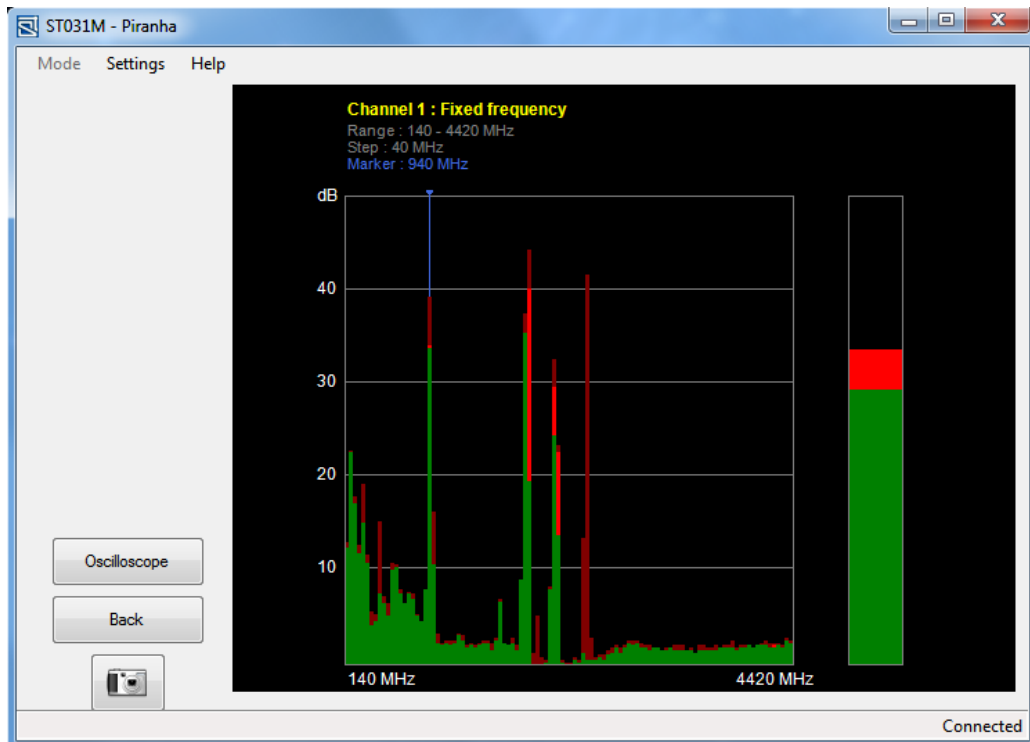 ST031M - Piranha
Mode Settings Help
Channel 1 : Fixed frequency
Range : 140 - 4420 MHz
Step : 40 MHz
Marker : 940 MHz
dB
40
30
20
10
140 MHz 4420 MHz
Oscilloscope
Back
Connected